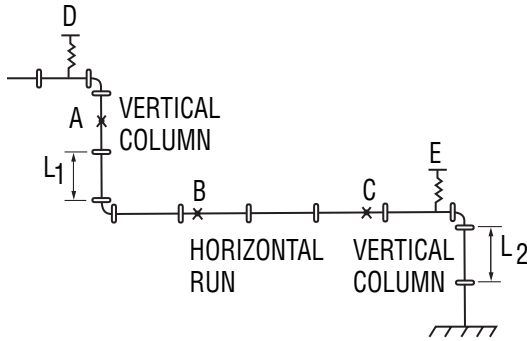 D
A
VERTICAL
COLUMN
L1
E
B
C
HORIZONTAL
RUN
VERTICAL
COLUMN
L2